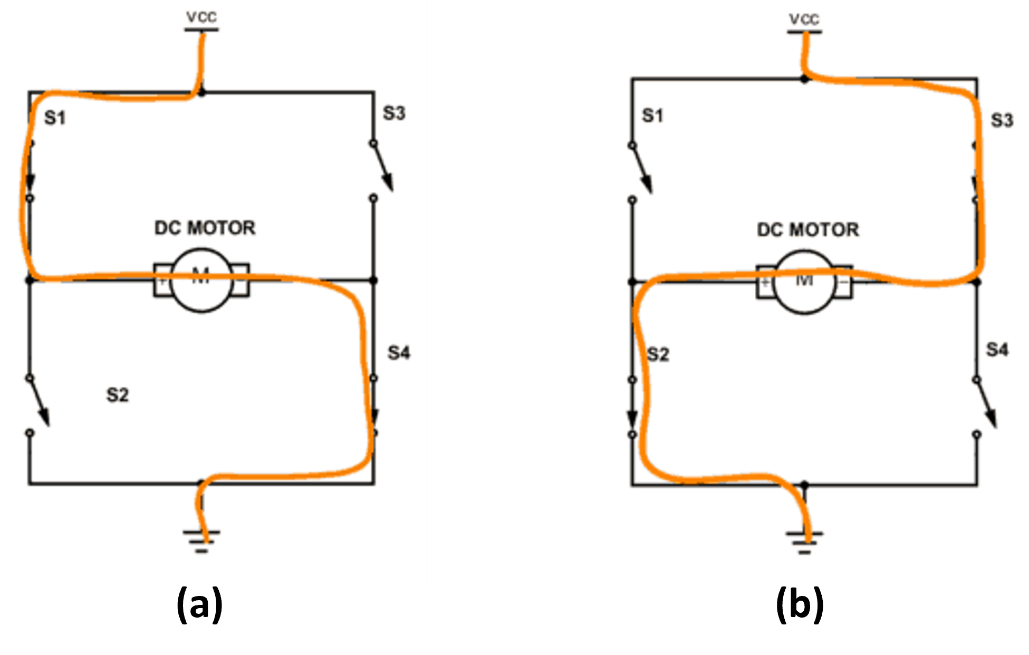 VCC
S1
S3
DC MOTOR
+ M
S4
S2
(a)
VCC
S1
S3
DC MOTOR
+ M −
S2
S4
(b)